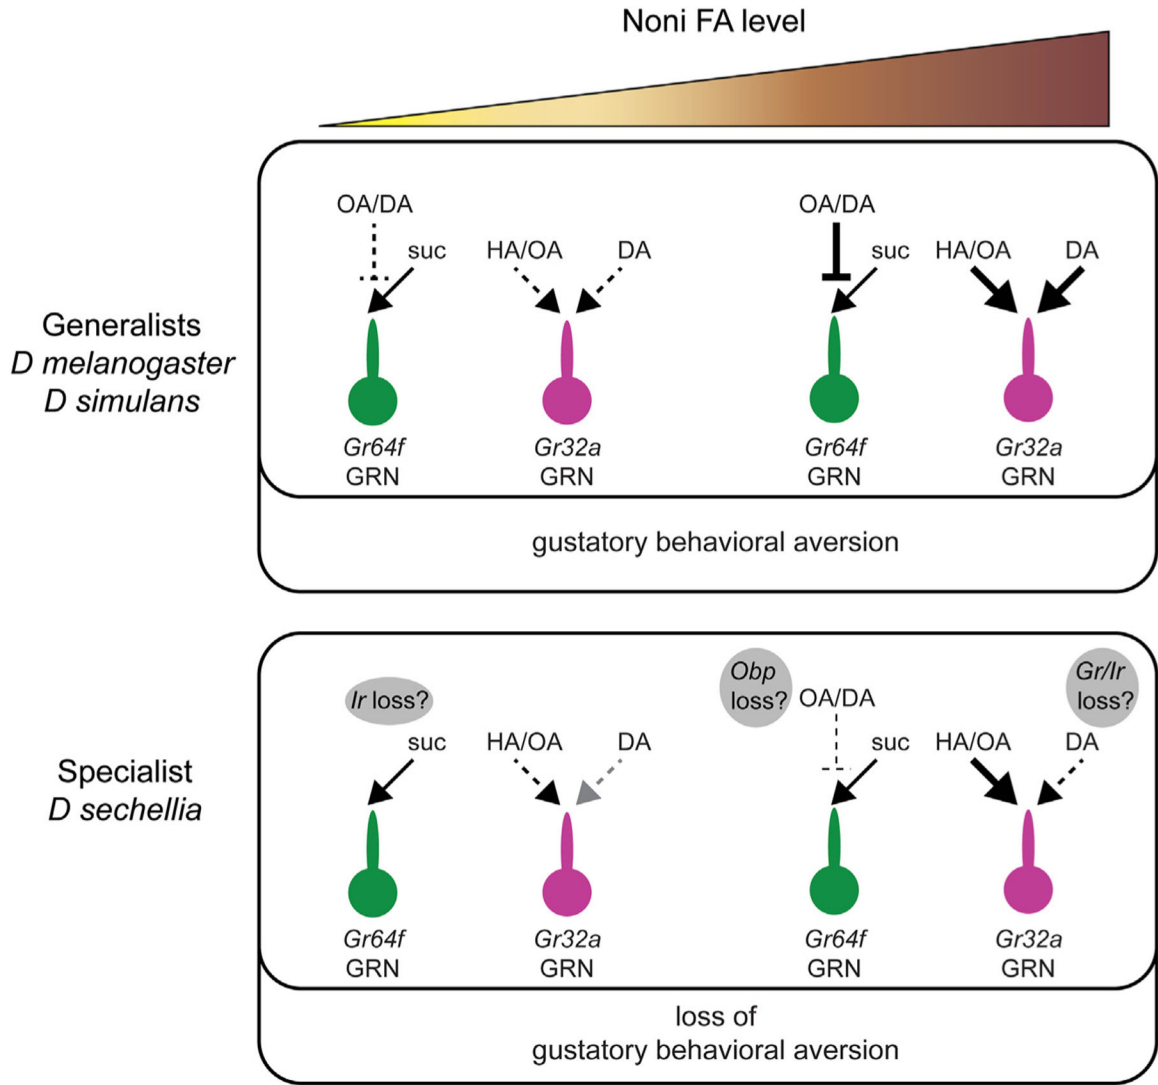 Noni FA level
Generalists
D melanogaster
D simulans
OA/DA
suc
HA/OA
DA
OA/DA
suc
HA/OA
DA
Gr64f
GRN
Gr32a
GRN
Gr64f
GRN
Gr32a
GRN
gustatory behavioral aversion
Specialist
D sechellia
Ir loss?
suc
HA/OA
DA
Obp
loss?
OA/DA
suc
HA/OA
Gr/Ir
loss?
DA
Gr64f
GRN
Gr32a
GRN
Gr64f
GRN
Gr32a
GRN
loss of
gustatory behavioral aversion